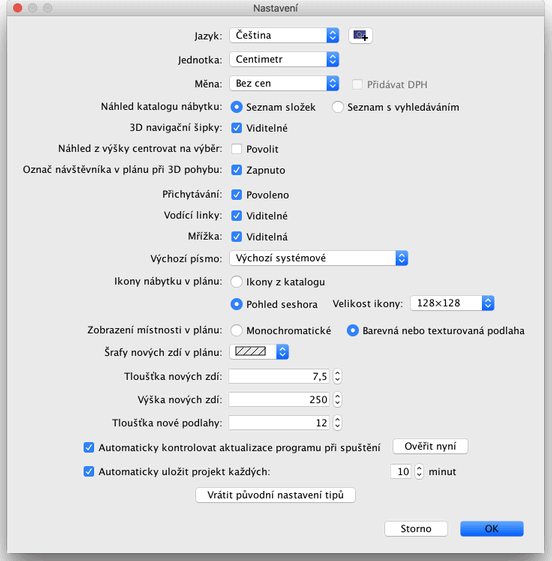 Nastavení
Jazyk: Čeština
Jednotka: Centimetr
Měna: Bez cen Přidávat DPH
Náhled katalogu nábytku: Seznam složek Seznam s vyhledáváním
3D navigační šipky: Viditelné
Náhled z výšky centrovat na výběr: Povolit
Označ návštěvníka v plánu při 3D pohybu: Zapnuto
Přichytávání: Povoleno
Vodící linky: Viditelné
Mřížka: Viditelná
Výchozí písmo: Výchozí systémové
Ikony nábytku v plánu: Ikony z katalogu
Pohled seshora Velikost ikony: 128×128
Zobrazení místnosti v plánu: Monochromatické Barevná nebo texturovaná podlaha
Šrafy nových zdí v plánu:
Tloušťka nových zdí: 7,5
Výška nových zdí: 250
Tloušťka nové podlahy: 12
Automaticky kontrolovat aktualizace programu při spuštění Ověřit nyní
Automaticky uložit projekt každých: 10 minut
Vrátit původní nastavení tipů
Storno OK